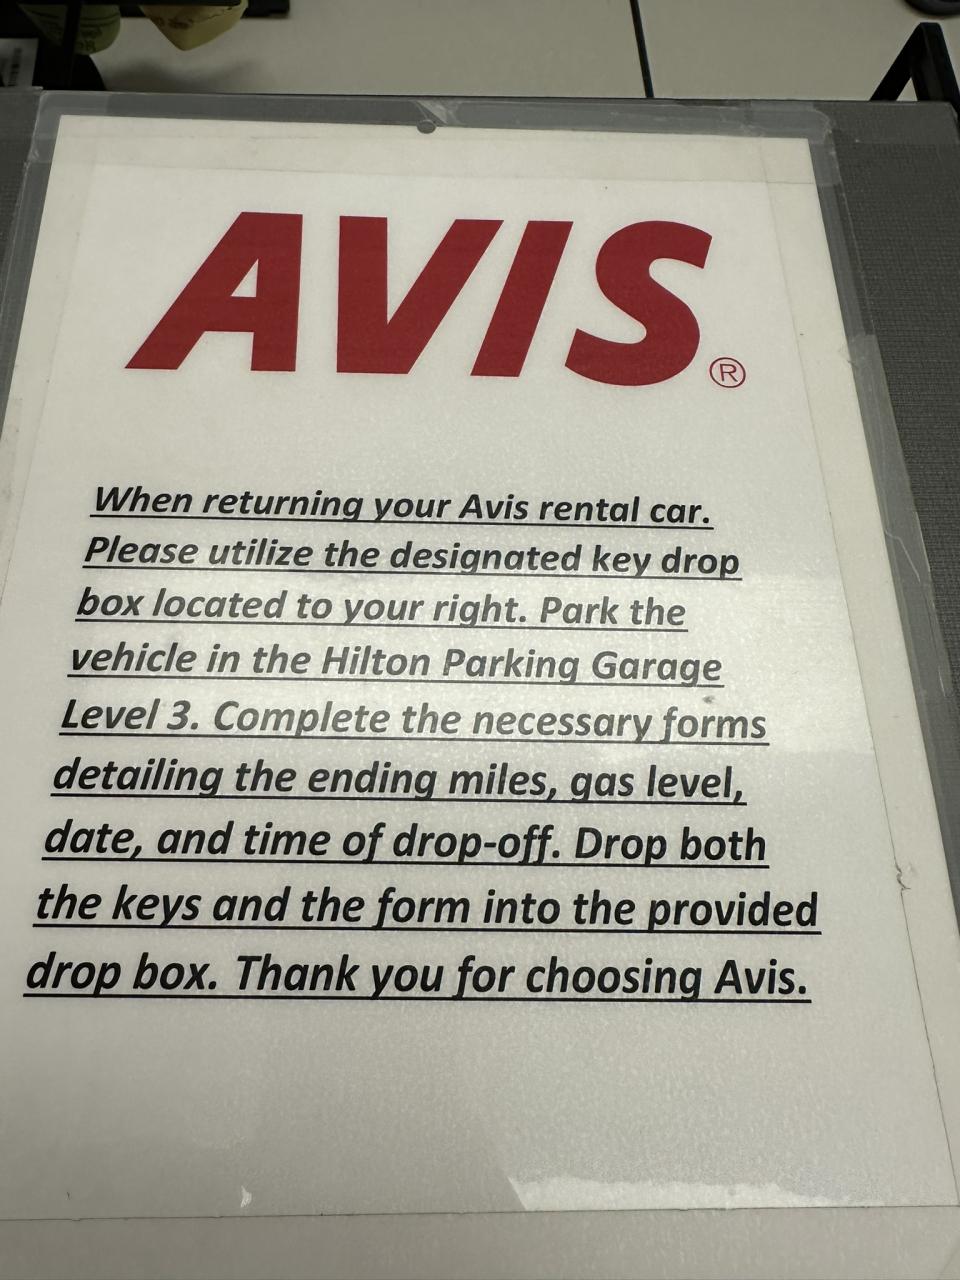 AVIS®
When returning your Avis rental car.
Please utilize the designated key drop
box located to your right. Park the
vehicle in the Hilton Parking Garage
Level 3. Complete the necessary forms
detailing the ending miles, gas level,
date, and time of drop-off. Drop both
the keys and the form into the provided
drop box. Thank you for choosing Avis.